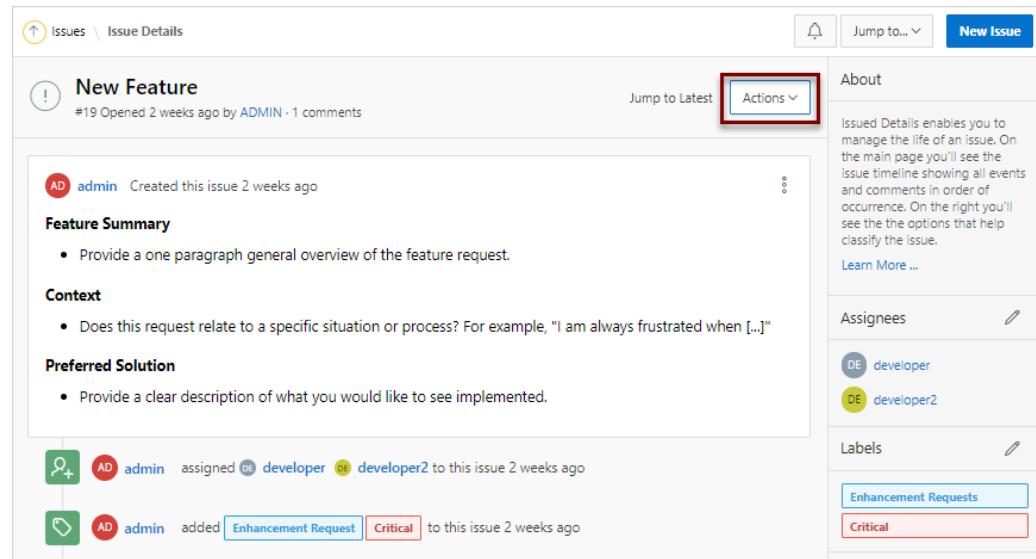 Issues \ Issue Details
Jump to...
New Issue
New Feature
#19 Opened 2 weeks ago by ADMIN · 1 comments
Jump to Latest
Actions
AD admin Created this issue 2 weeks ago
Feature Summary
• Provide a one paragraph general overview of the feature request.
Context
• Does this request relate to a specific situation or process? For example, "I am always frustrated when [...]"
Preferred Solution
• Provide a clear description of what you would like to see implemented.
AD admin assigned DE developer DE developer2 to this issue 2 weeks ago
AD admin added Enhancement Request Critical to this issue 2 weeks ago
About
Issued Details enables you to
manage the life of an issue. On
the main page you'll see the
issue timeline showing all events
and comments in order of
occurrence. On the right you'll
see the the options that help
classify the issue.
Learn More ...
Assignees
DE developer
DE developer2
Labels
Enhancement Requests
Critical